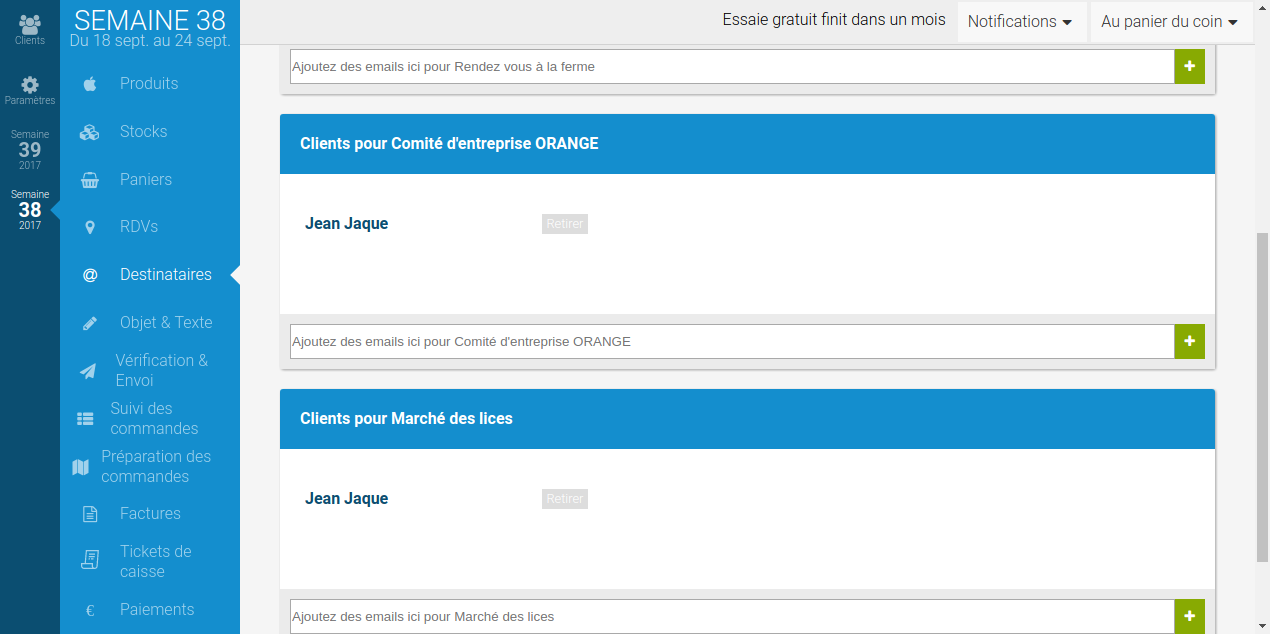 Clients
Paramètres
Semaine
39
2017
Semaine
38
2017
SEMAINE 38
Du 18 sept. au 24 sept.
Produits
Stocks
Paniers
RDVs
@ Destinataires
Objet & Texte
Vérification &
Envoi
Suivi des
commandes
Préparation des
commandes
Factures
Tickets de
caisse
€ Paiements
Essaie gratuit finit dans un mois
Notifications
Au panier du coin
Ajoutez des emails ici pour Rendez vous à la ferme
+
Clients pour Comité d'entreprise ORANGE
Jean Jaque
Retirer
Ajoutez des emails ici pour Comité d'entreprise ORANGE
+
Clients pour Marché des lices
Jean Jaque
Retirer
Ajoutez des emails ici pour Marché des lices
+